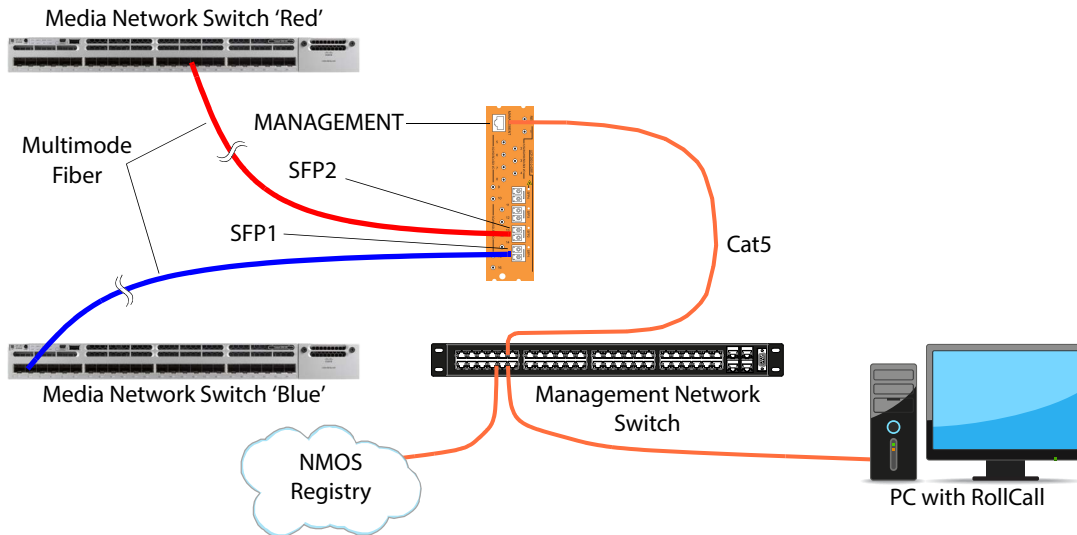 Media Network Switch ‘Red’
MANAGEMENT
Multimode
Fiber
SFP2
SFP1
Cat5
Media Network Switch ‘Blue’
Management Network
Switch
NMOS
Registry
PC with RollCall